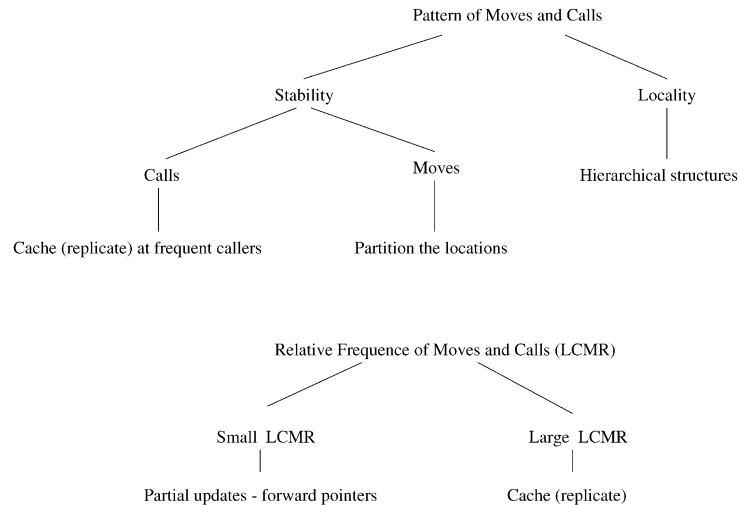 Pattern of Moves and Calls
Stability
Locality
Calls
Moves
Hierarchical structures
Cache (replicate) at frequent callers
Partition the locations
Relative Frequence of Moves and Calls (LCMR)
Small LCMR
Large LCMR
Partial updates - forward pointers
Cache (replicate)